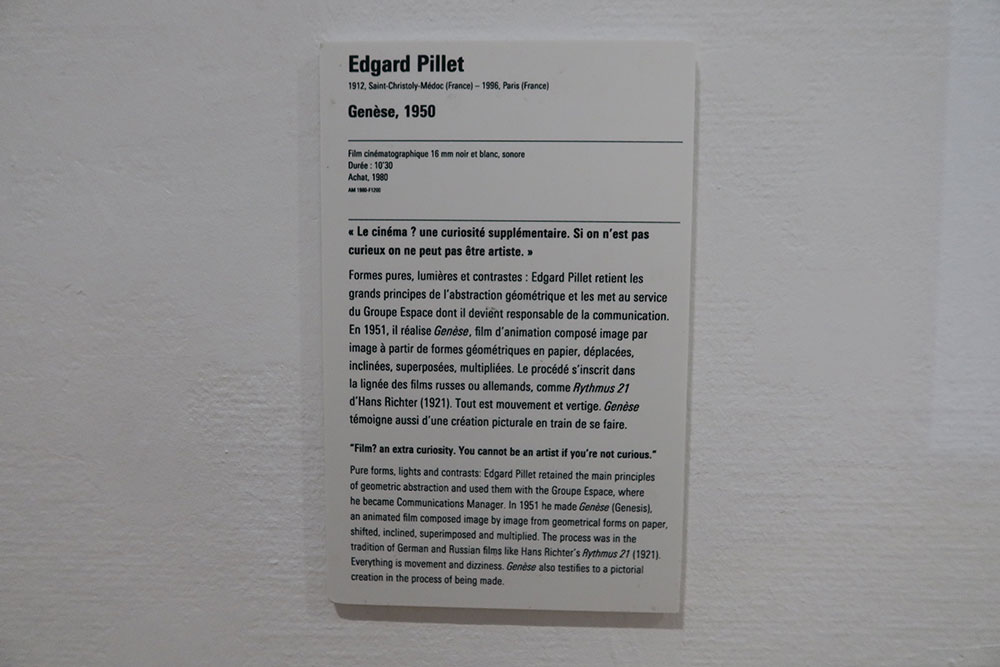 Edgard Pillet
1912, Saint-Christoly-Médoc (France) – 1996, Paris (France)
Genèse, 1950
Film cinématographique 16 mm noir et blanc, sonore
Durée : 10'30
Achat, 1980
AM 1980-F1200
« Le cinéma ? une curiosité supplémentaire. Si on n'est pas
curieux on ne peut pas être artiste. »
Formes pures, lumières et contrastes : Edgard Pillet retient les
grands principes de l'abstraction géométrique et les met au service
du Groupe Espace dont il devient responsable de la communication.
En 1951, il réalise Genèse, film d'animation composé image par
image à partir de formes géométriques en papier, déplacées,
inclinées, superposées, multipliées. Le procédé s'inscrit dans
la lignée des films russes ou allemands, comme Rythmus 21
d'Hans Richter (1921). Tout est mouvement et vertige. Genèse
témoigne aussi d'une création picturale en train de se faire.
"Film? an extra curiosity. You cannot be an artist if you're not curious."
Pure forms, lights and contrasts: Edgard Pillet retained the main principles
of geometric abstraction and used them with the Groupe Espace, where
he became Communications Manager. In 1951 he made Genèse (Genesis),
an animated film composed image by image from geometrical forms on paper,
shifted, inclined, superimposed and multiplied. The process was in the
tradition of German and Russian films like Hans Richter's Rythmus 21 (1921).
Everything is movement and dizziness. Genèse also testifies to a pictorial
creation in the process of being made.